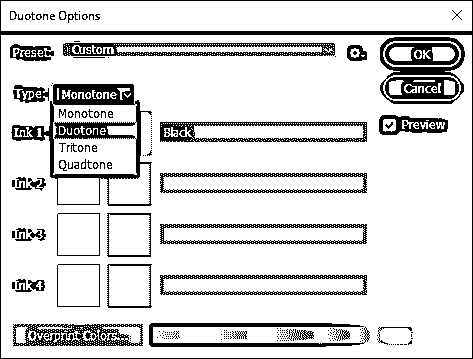 Duotone Options
Preset: Custom
OK
Type: Monotone
Cancel
Monotone
Duotone
Tritone
Quadtone
Preview
Ink 1 Black
Ink 2
Ink 3
Ink 4
Overprint Colors...